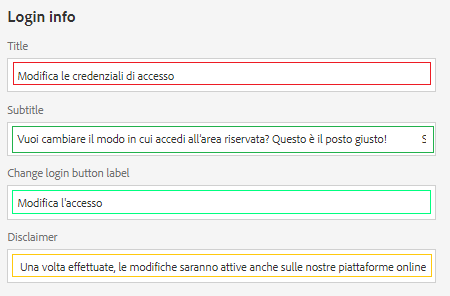 Login info
Title
Modifica le credenziali di accesso
Subtitle
Vuoi cambiare il modo in cui accedi all'area riservata? Questo è il posto giusto! S
Change login button label
Modifica l'accesso
Disclaimer
Una volta effettuate, le modifiche saranno attive anche sulle nostre piattaforme online